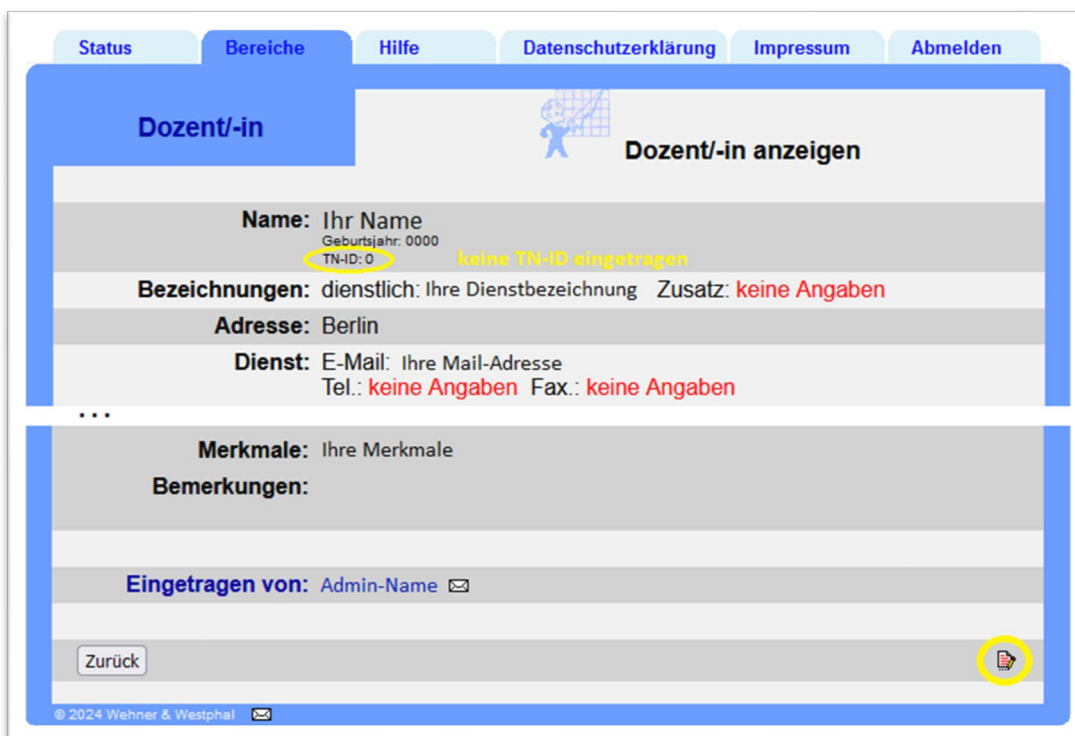 Status Bereiche Hilfe Datenschutzerklärung Impressum Abmelden
Dozent/-in
Dozent/-in anzeigen
Name: Ihr Name
Geburtsjahr: 0000
TN-ID: 0 keine TN-ID eingetragen
Bezeichnungen: dienstlich: Ihre Dienstbezeichnung Zusatz: keine Angaben
Adresse: Berlin
Dienst: E-Mail: Ihre Mail-Adresse
Tel.: keine Angaben Fax.: keine Angaben
...
Merkmale: Ihre Merkmale
Bemerkungen:
Eingetragen von: Admin-Name
Zurück
© 2024 Wehner & Westphal